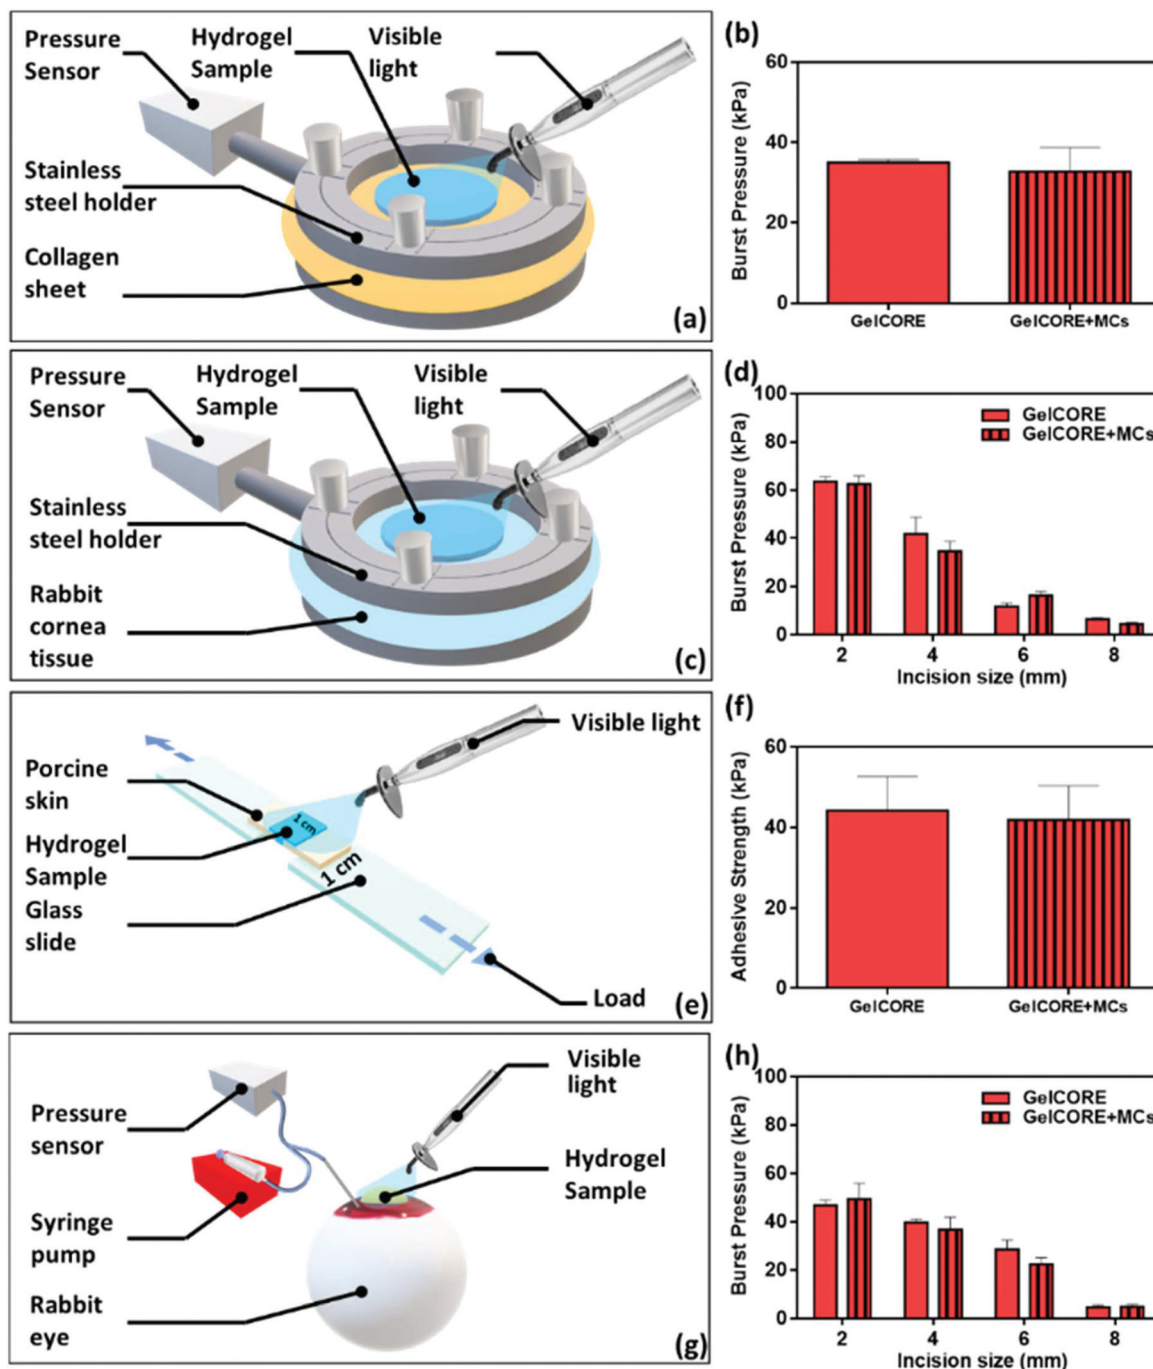 Pressure
Sensor
Hydrogel
Sample
Visible
light
Stainless
steel holder
Collagen
sheet
(a)
(b)
Burst Pressure (kPa)
60
40
20
0
GelCORE
GelCORE+MCs
Pressure
Sensor
Hydrogel
Sample
Visible
light
Stainless
steel holder
Rabbit
cornea
tissue
(c)
(d)
Burst Pressure (kPa)
100
80
60
40
20
0
GelCORE
GelCORE+MCs
2
4
6
8
Incision size (mm)
Visible light
Porcine
skin
1 cm
Hydrogel
Sample
1 cm
Glass
slide
Load
(e)
(f)
Adhesive Strength (kPa)
60
40
20
0
GelCORE
GelCORE+MCs
Visible
light
Pressure
sensor
Hydrogel
Sample
Syringe
pump
Rabbit
eye
(g)
(h)
Burst Pressure (kPa)
100
80
60
40
20
0
GelCORE
GelCORE+MCs
2
4
6
8
Incision size (mm)